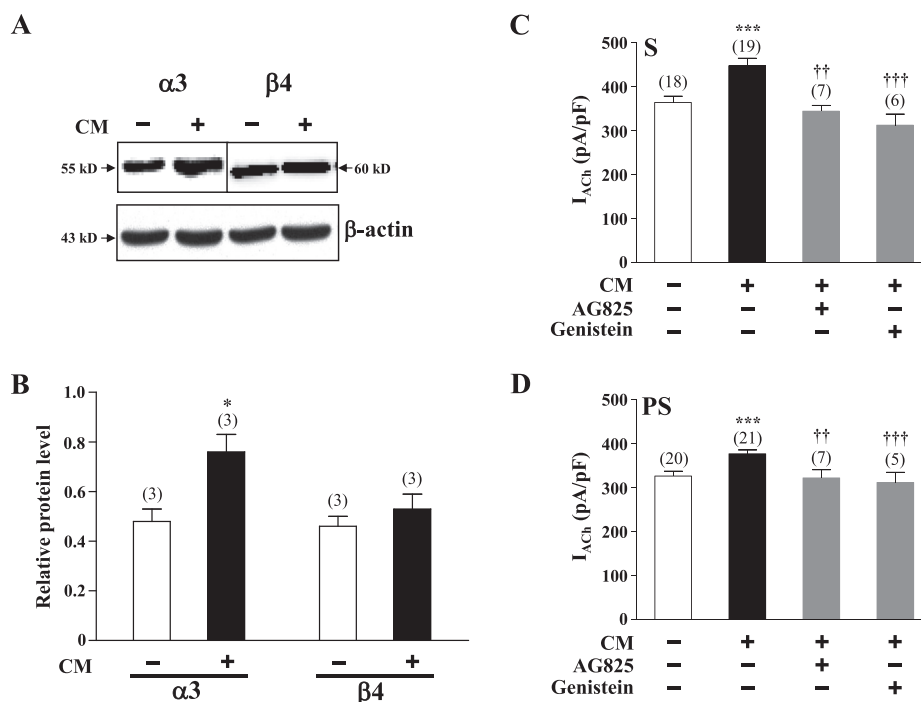 A
α3 β4
CM − + − +
55 kD 60 kD
43 kD β-actin
B
Relative protein level
1.0
0.8
0.6
0.4
0.2
0
(3)
*
(3)
(3)
(3)
CM − + − +
α3 β4
C
S
I_ACh (pA/pF)
500
400
300
200
100
0
(18)
***
(19)
††
(7)
†††
(6)
CM − + + +
AG825 − − + −
Genistein − − − +
D
PS
I_ACh (pA/pF)
500
400
300
300
100
0
(20)
***
(21)
††
(7)
†††
(5)
CM − + + +
AG825 − − + −
Genistein − − − +